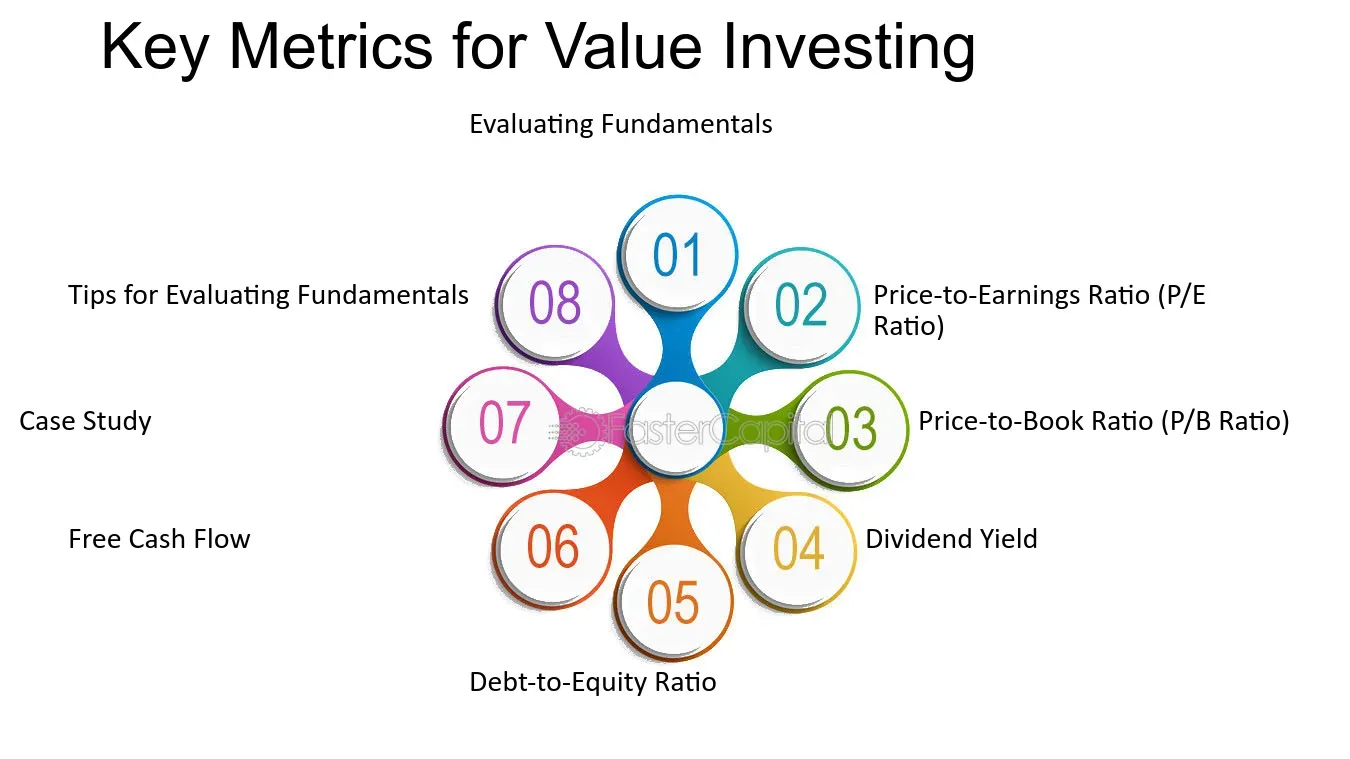 Key Metrics for Value Investing
Evaluating Fundamentals
01
02
Price-to-Earnings Ratio (P/E
Ratio)
03
Price-to-Book Ratio (P/B Ratio)
04
Dividend Yield
05
Debt-to-Equity Ratio
06
Free Cash Flow
07
Case Study
08
Tips for Evaluating Fundamentals
FasterCapital